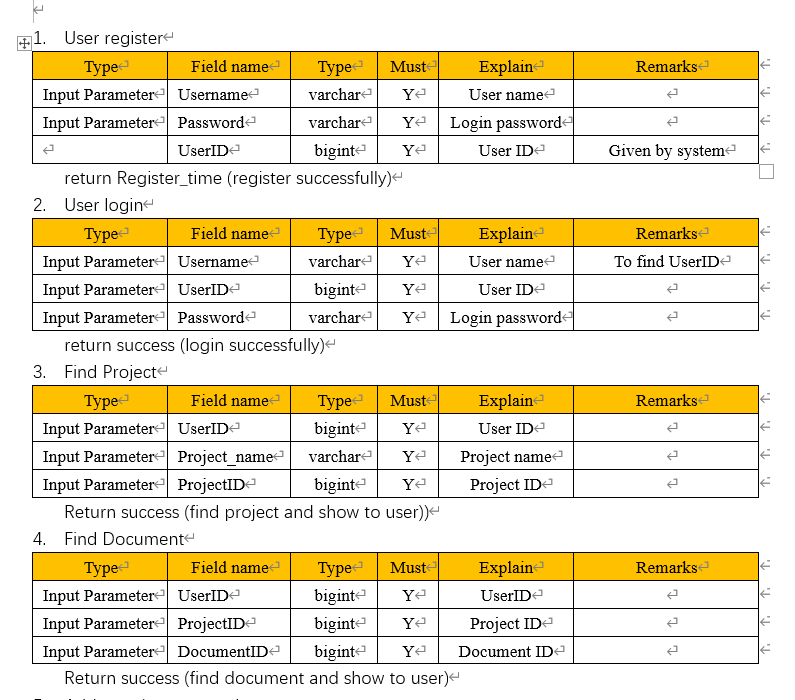 1. User register
Type Field name Type Must Explain Remarks
Input Parameter Username varchar Y User name
Input Parameter Password varchar Y Login password
UserID bigint Y User ID Given by system
return Register_time (register successfully)
2. User login
Type Field name Type Must Explain Remarks
Input Parameter Username varchar Y User name To find UserID
Input Parameter UserID bigint Y User ID
Input Parameter Password varchar Y Login password
return success (login successfully)
3. Find Project
Type Field name Type Must Explain Remarks
Input Parameter UserID bigint Y User ID
Input Parameter Project_name varchar Y Project name
Input Parameter ProjectID bigint Y Project ID
Return success (find project and show to user))
4. Find Document
Type Field name Type Must Explain Remarks
Input Parameter UserID bigint Y UserID
Input Parameter ProjectID bigint Y Project ID
Input Parameter DocumentID bigint Y Document ID
Return success (find document and show to user)